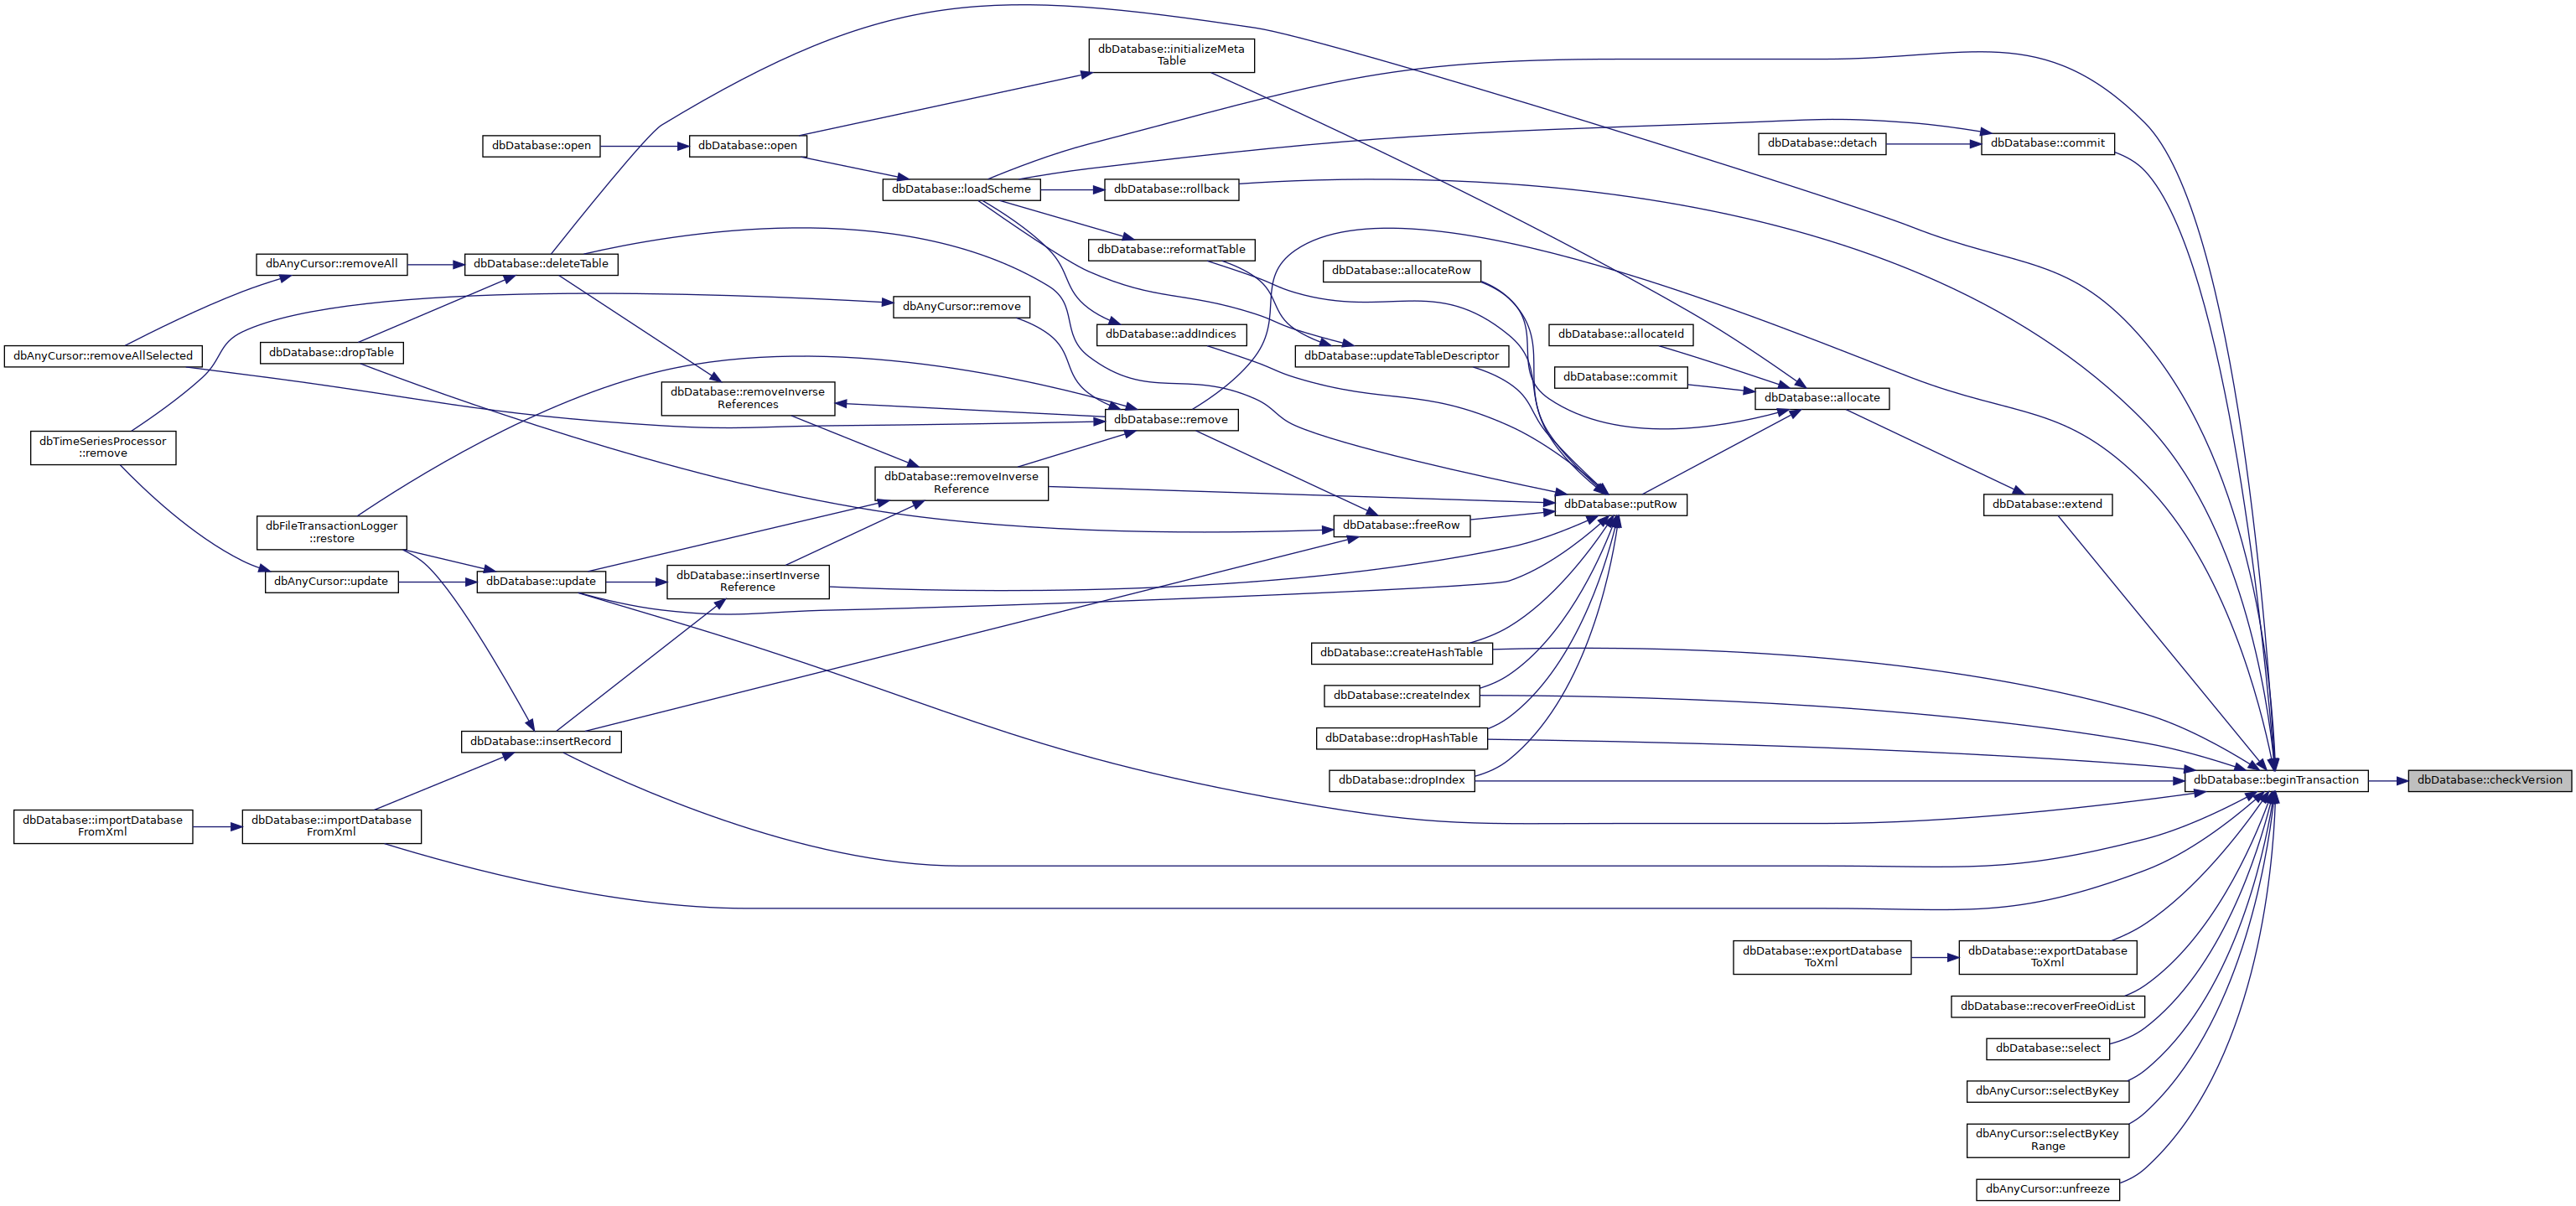 dbDatabase::initializeMeta
Table
dbDatabase::open
dbDatabase::open
dbDatabase::detach
dbDatabase::commit
dbDatabase::loadScheme
dbDatabase::rollback
dbDatabase::reformatTable
dbAnyCursor::removeAll
dbDatabase::deleteTable
dbDatabase::allocateRow
dbAnyCursor::remove
dbDatabase::addIndices
dbDatabase::allocateId
dbAnyCursor::removeAllSelected
dbDatabase::dropTable
dbDatabase::updateTableDescriptor
dbDatabase::commit
dbDatabase::removeInverse
References
dbDatabase::allocate
dbDatabase::remove
dbTimeSeriesProcessor
::remove
dbDatabase::removeInverse
Reference
dbDatabase::putRow
dbDatabase::extend
dbFileTransactionLogger
::restore
dbDatabase::freeRow
dbAnyCursor::update
dbDatabase::update
dbDatabase::insertInverse
Reference
dbDatabase::createHashTable
dbDatabase::createIndex
dbDatabase::insertRecord
dbDatabase::dropHashTable
dbDatabase::dropIndex
dbDatabase::beginTransaction
dbDatabase::checkVersion
dbDatabase::importDatabase
FromXml
dbDatabase::importDatabase
FromXml
dbDatabase::exportDatabase
ToXml
dbDatabase::exportDatabase
ToXml
dbDatabase::recoverFreeOidList
dbDatabase::select
dbAnyCursor::selectByKey
dbAnyCursor::selectByKey
Range
dbAnyCursor::unfreeze